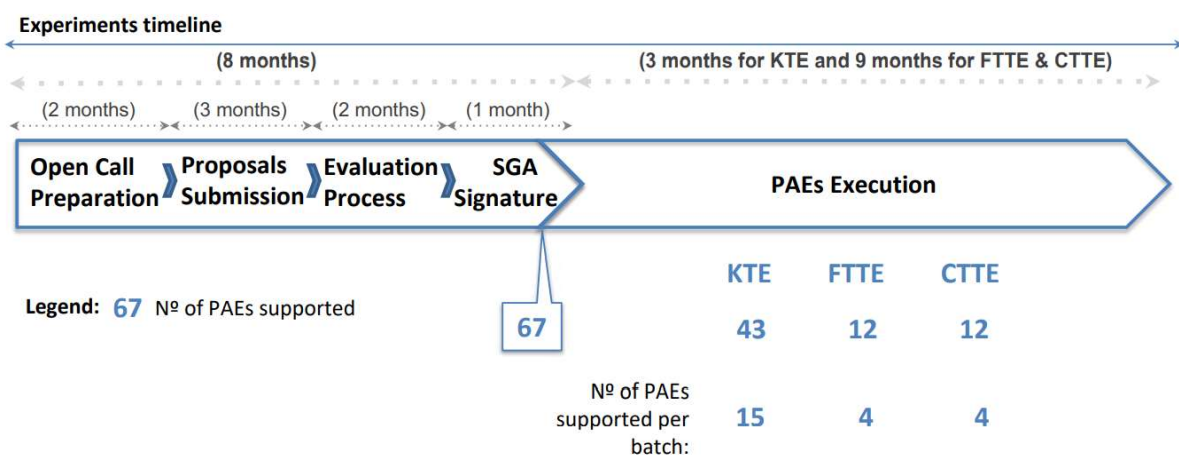 Experiments timeline
(8 months)
(3 months for KTE and 9 months for FTTE & CTTE)
(2 months)
(3 months)
(2 months)
(1 month)
Open Call
Preparation
Proposals
Submission
Evaluation
Process
SGA
Signature
PAEs Execution
KTE
FTTE
CTTE
Legend: 67 Nº of PAEs supported
67
43
12
12
Nº of PAEs
supported per
batch:
15
4
4